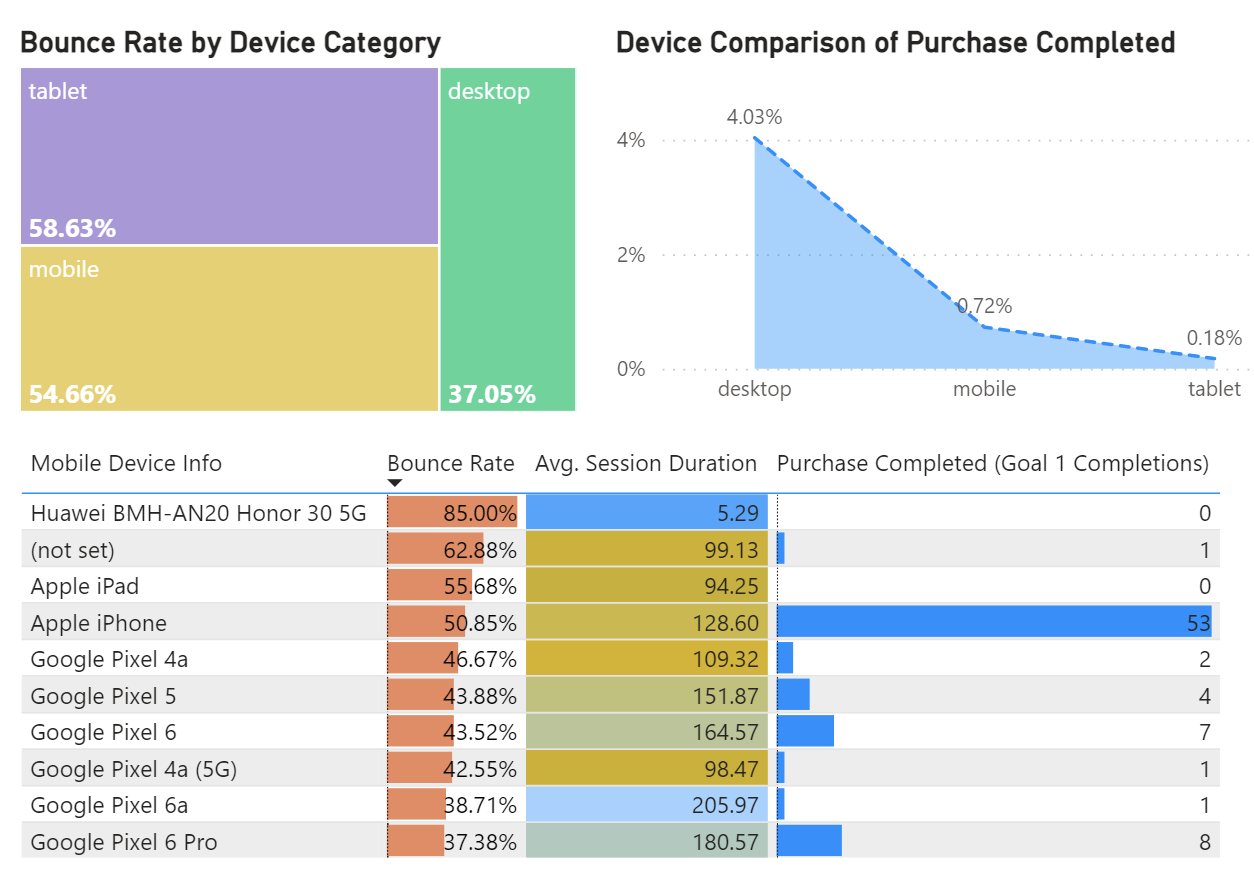 Bounce Rate by Device Category
tablet
58.63%
mobile
54.66%
desktop
37.05%
Device Comparison of Purchase Completed
4%
2%
0%
4.03%
0.72%
0.18%
desktop mobile tablet
Mobile Device Info Bounce Rate Avg. Session Duration Purchase Completed (Goal 1 Completions)
Huawei BMH-AN20 Honor 30 5G 85.00% 5.29 0
(not set) 62.88% 99.13 1
Apple iPad 55.68% 94.25 0
Apple iPhone 50.85% 128.60 53
Google Pixel 4a 46.67% 109.32 2
Google Pixel 5 43.88% 151.87 4
Google Pixel 6 43.52% 164.57 7
Google Pixel 4a (5G) 42.55% 98.47 1
Google Pixel 6a 38.71% 205.97 1
Google Pixel 6 Pro 37.38% 180.57 8